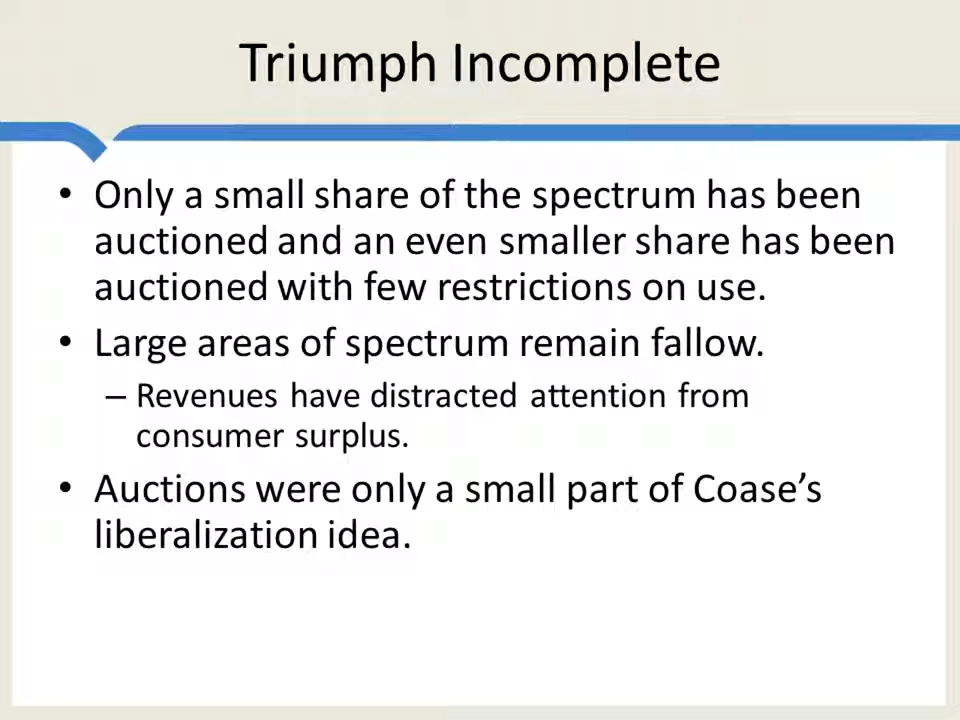 Triumph Incomplete
• Only a small share of the spectrum has been
auctioned and an even smaller share has been
auctioned with few restrictions on use.
• Large areas of spectrum remain fallow.
– Revenues have distracted attention from
consumer surplus.
• Auctions were only a small part of Coase’s
liberalization idea.